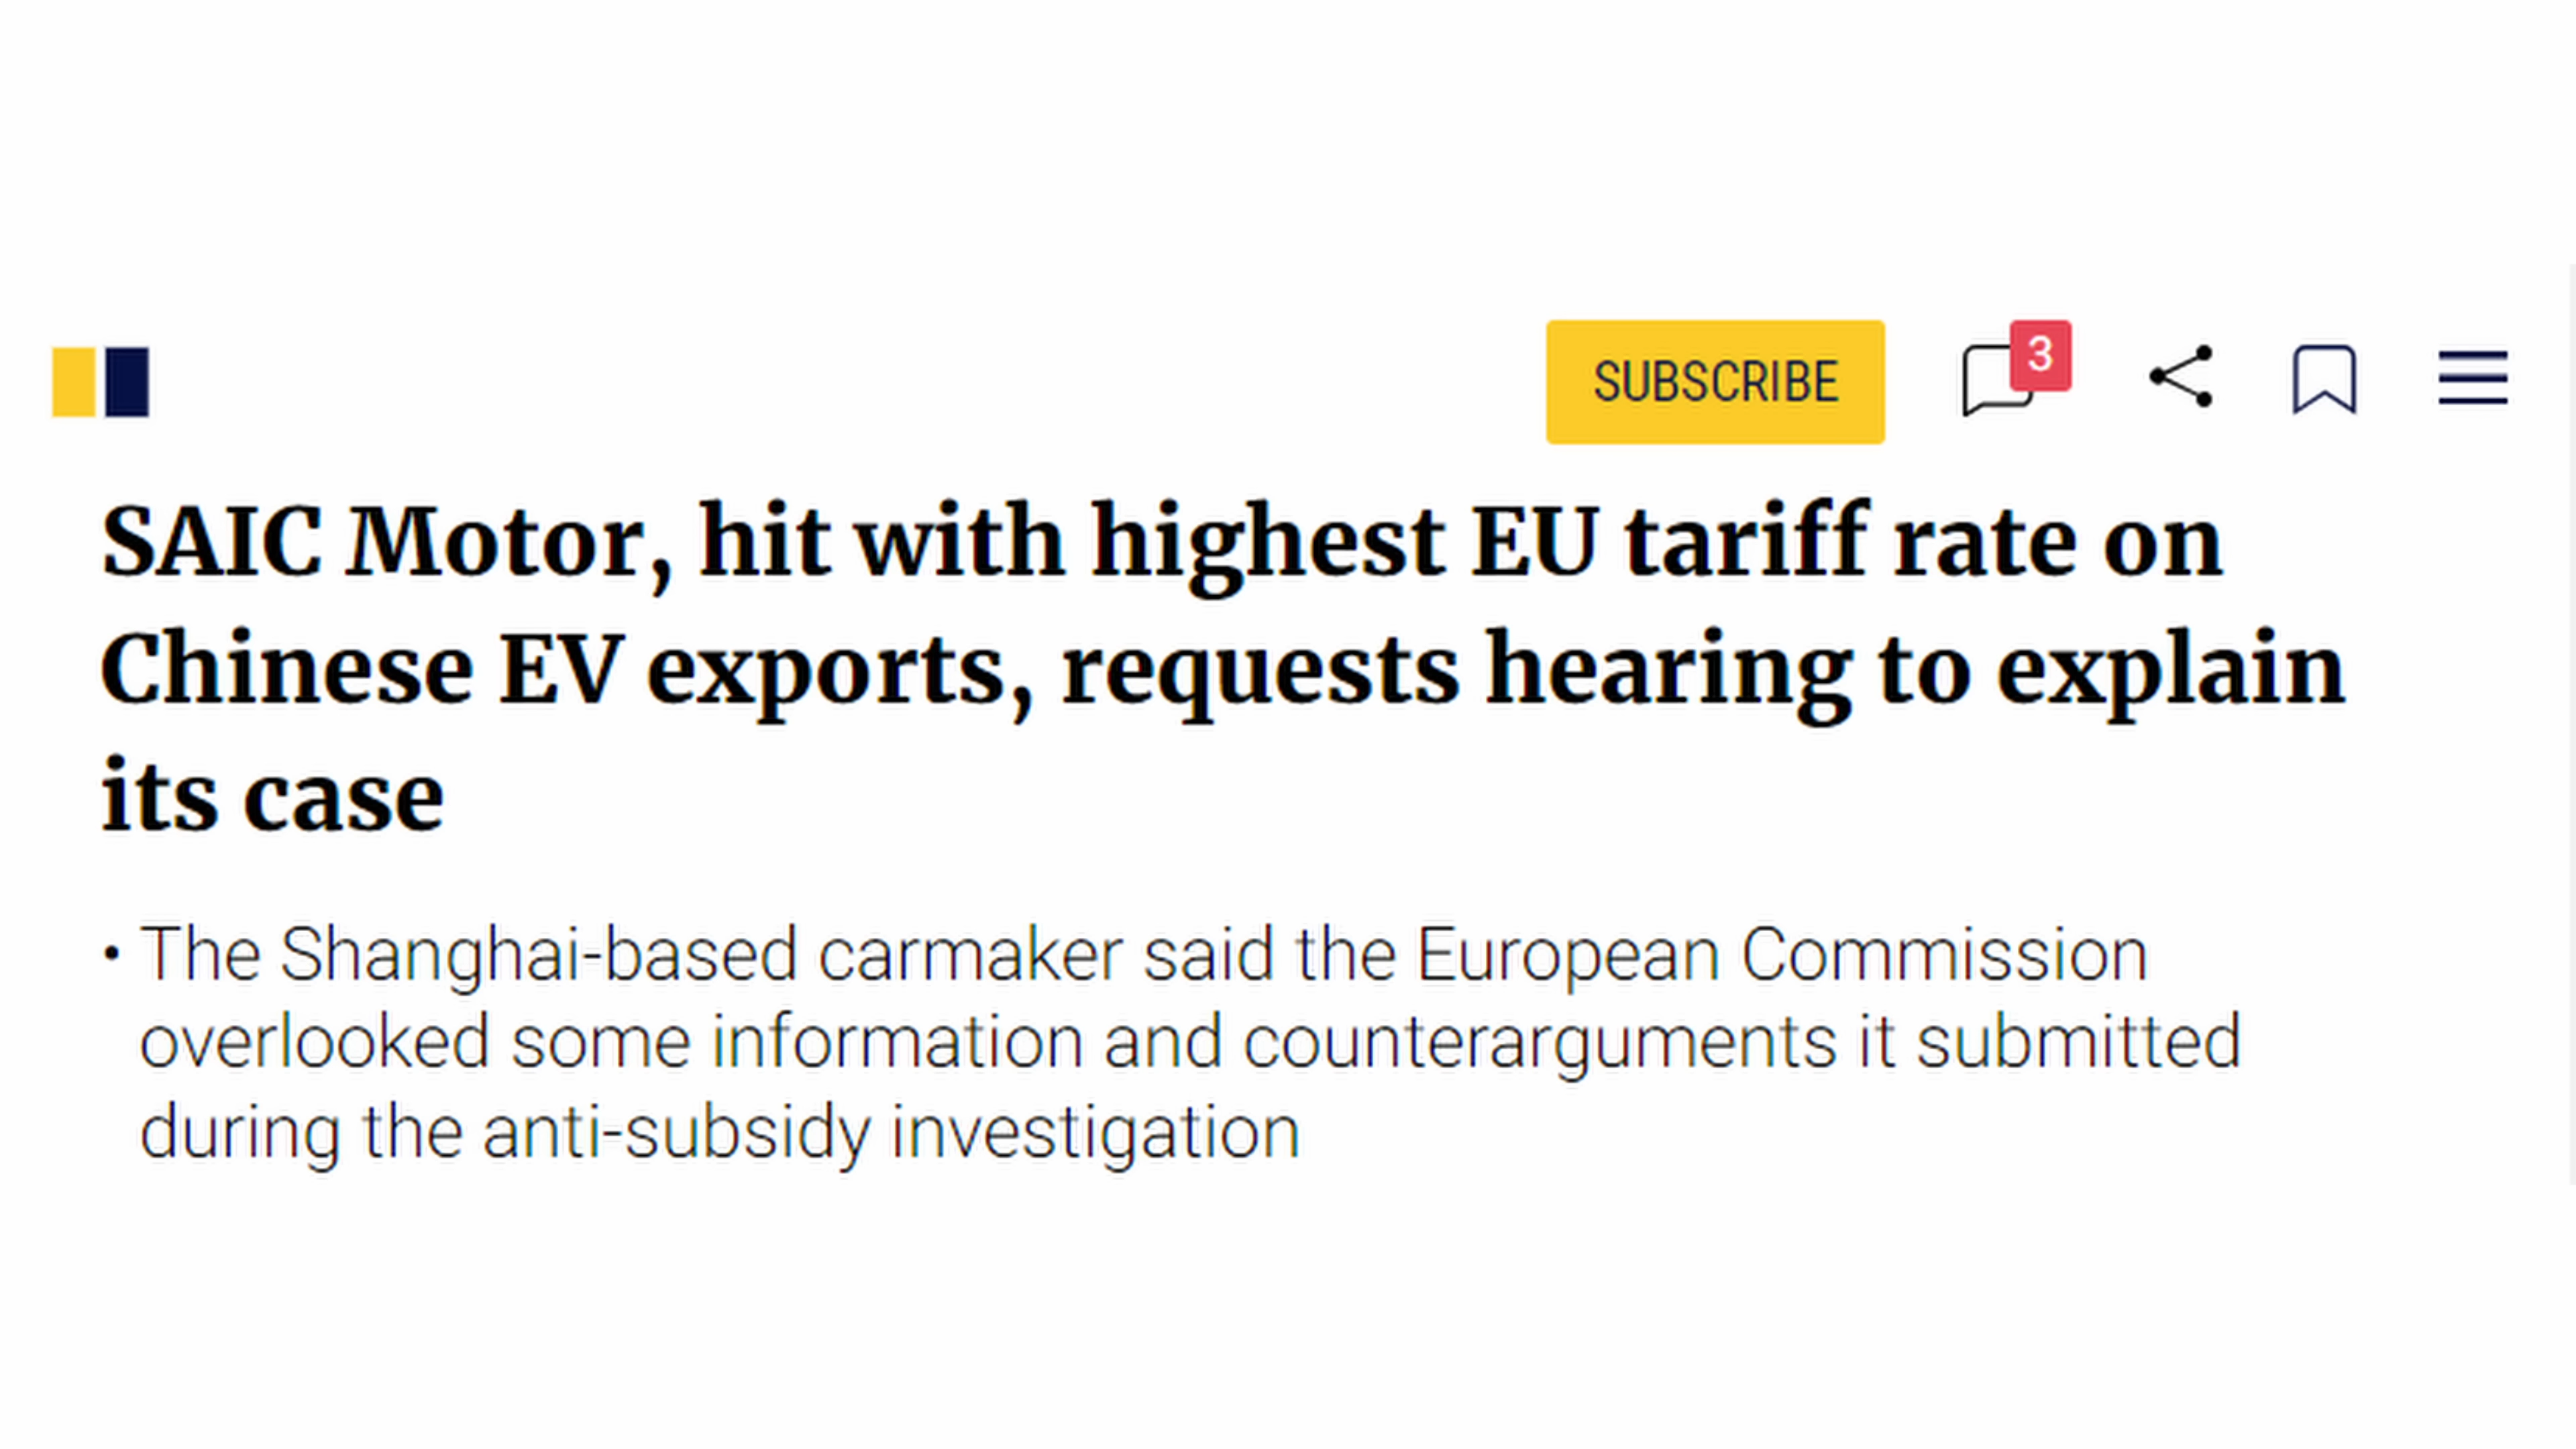 SUBSCRIBE
3
SAIC Motor, hit with highest EU tariff rate on
Chinese EV exports, requests hearing to explain
its case
• The Shanghai-based carmaker said the European Commission
overlooked some information and counterarguments it submitted
during the anti-subsidy investigation